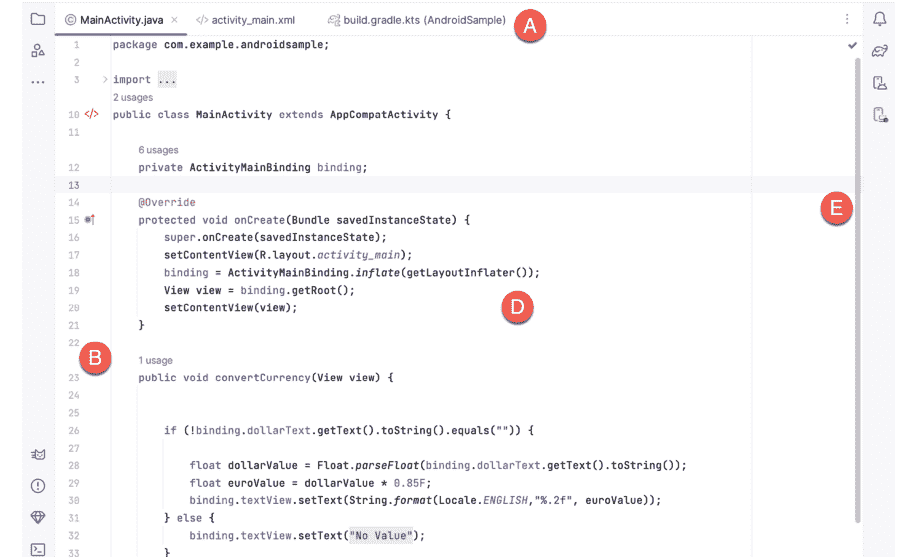 MainActivity.java × activity_main.xml build.gradle.kts (AndroidSample) A
1 package com.example.androidsample;
2
3 import ...
2 usages
10 public class MainActivity extends AppCompatActivity {
11
6 usages
12 private ActivityMainBinding binding;
13
14 @Override
E
15 protected void onCreate(Bundle savedInstanceState) {
16 super.onCreate(savedInstanceState);
17 setContentView(R.layout.activity_main);
18 binding = ActivityMainBinding.inflate(getLayoutInflater());
19 View view = binding.getRoot();
20 setContentView(view);
D
21 }
22
B
1 usage
23 public void convertCurrency(View view) {
24
25
26 if (!binding.dollarText.getText().toString().equals("")) {
27
28 float dollarValue = Float.parseFloat(binding.dollarText.getText().toString());
29 float euroValue = dollarValue * 0.85F;
30 binding.textView.setText(String.format(Locale.ENGLISH,"%.2f", euroValue));
31 } else {
32 binding.textView.setText("No Value");
33 }